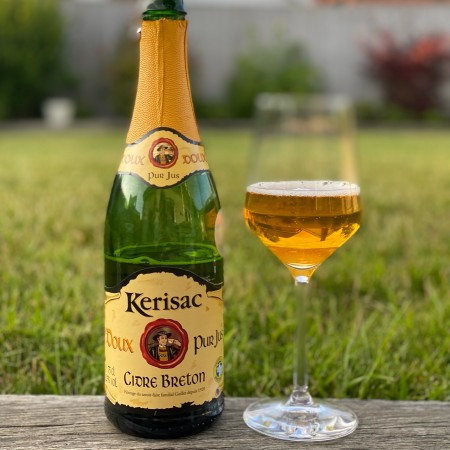 DOUX DOUX
PUR JUS
Kerisac
DOUX PUR JUS
CIDRE BRETON